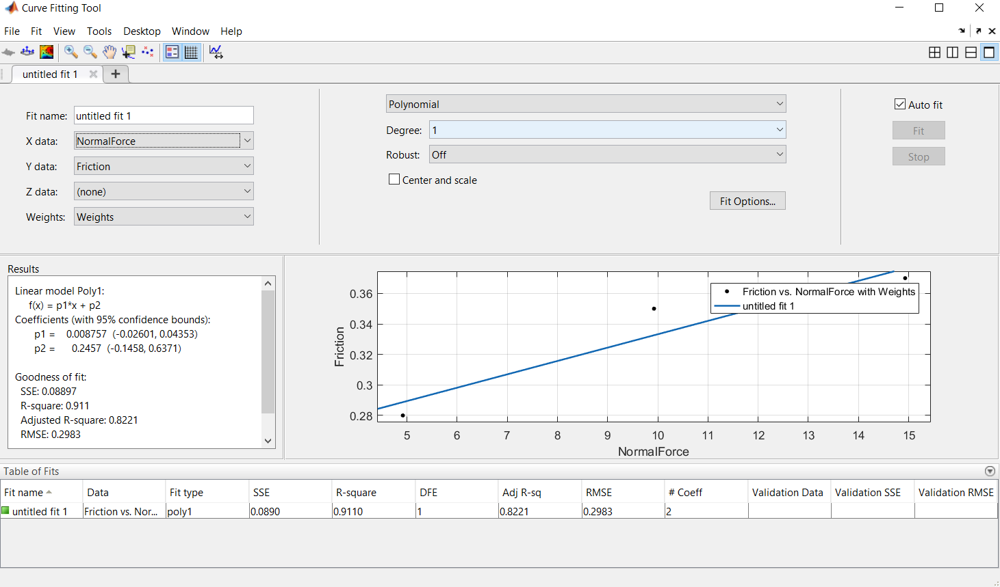 Curve Fitting Tool
File Fit View Tools Desktop Window Help
untitled fit 1
Fit name: untitled fit 1
X data: NormalForce
Y data: Friction
Z data: (none)
Weights: Weights
Polynomial
Degree: 1
Robust: Off
Center and scale
Fit Options...
Auto fit
Fit
Stop
Results
Linear model Poly1:
f(x) = p1*x + p2
Coefficients (with 95% confidence bounds):
p1 = 0.008757 (-0.02601, 0.04353)
p2 = 0.2457 (-0.1458, 0.6371)
Goodness of fit:
SSE: 0.08897
R-square: 0.911
Adjusted R-square: 0.8221
RMSE: 0.2983
Friction
0.36
0.34
0.32
0.3
0.28
Friction vs. NormalForce with Weights
untitled fit 1
5 6 7 8 9 10 11 12 13 14 15
NormalForce
Table of Fits
Fit name Data Fit type SSE R-square DFE Adj R-sq RMSE # Coeff Validation Data Validation SSE Validation RMSE
untitled fit 1 Friction vs. Nor... poly1 0.0890 0.9110 1 0.8221 0.2983 2